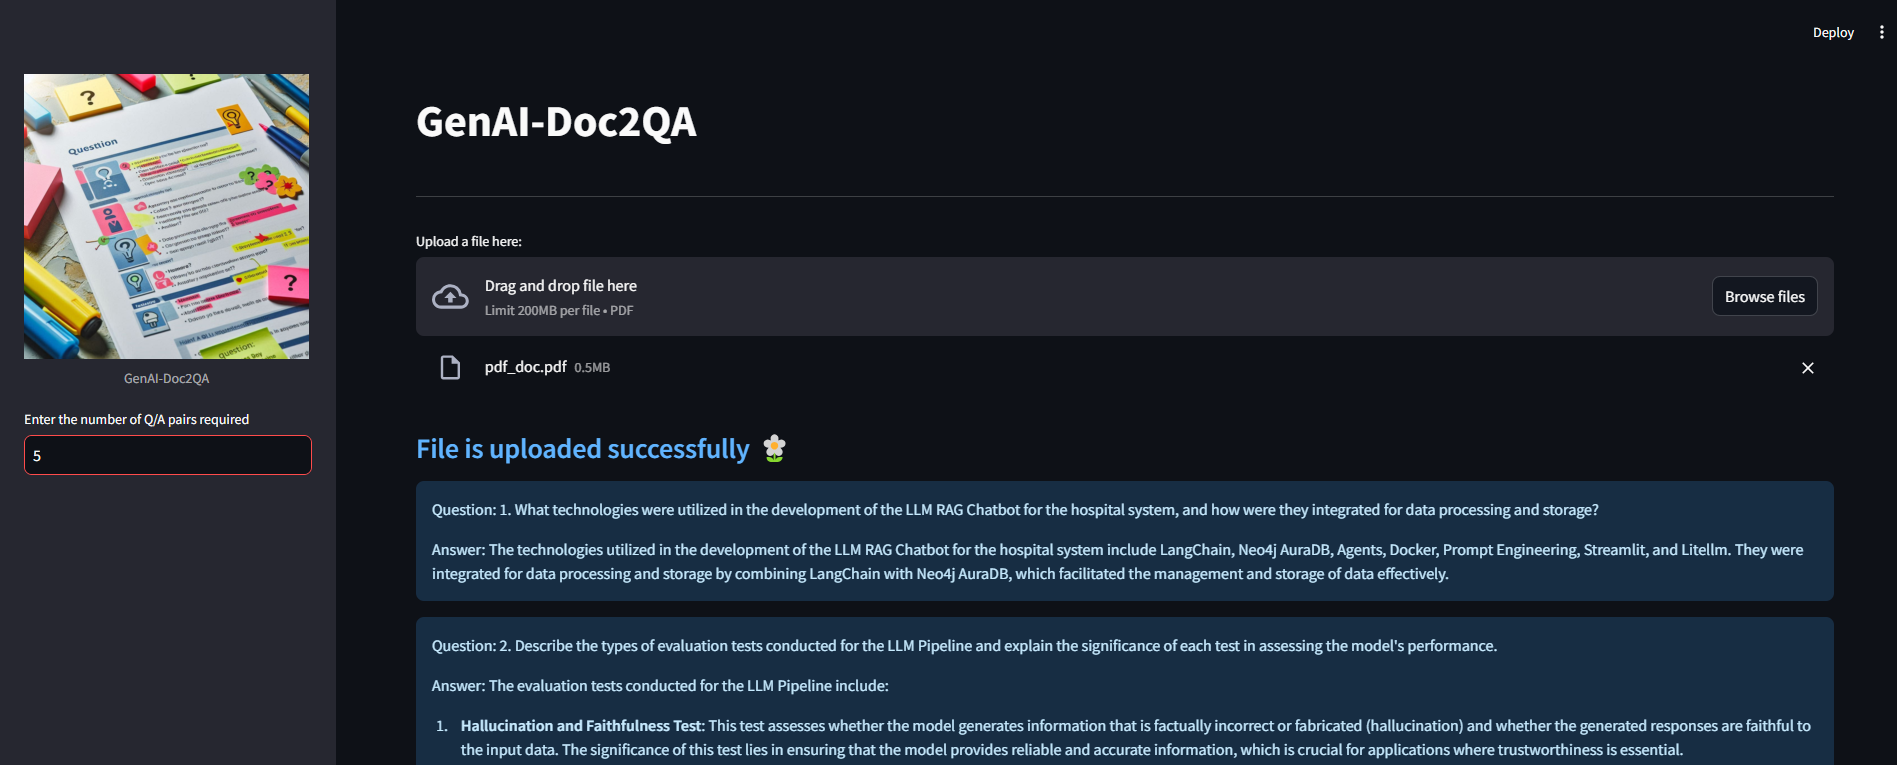 Deploy
Question
?
?
question:
GenAI-Doc2QA
Enter the number of Q/A pairs required
5
GenAI-Doc2QA
Upload a file here:
Drag and drop file here
Limit 200MB per file • PDF
Browse files
pdf_doc.pdf 0.5MB
File is uploaded successfully
Question: 1. What technologies were utilized in the development of the LLM RAG Chatbot for the hospital system, and how were they integrated for data processing and storage?
Answer: The technologies utilized in the development of the LLM RAG Chatbot for the hospital system include LangChain, Neo4j AuraDB, Agents, Docker, Prompt Engineering, Streamlit, and Litellm. They were
integrated for data processing and storage by combining LangChain with Neo4j AuraDB, which facilitated the management and storage of data effectively.
Question: 2. Describe the types of evaluation tests conducted for the LLM Pipeline and explain the significance of each test in assessing the model's performance.
Answer: The evaluation tests conducted for the LLM Pipeline include:
1. Hallucination and Faithfulness Test: This test assesses whether the model generates information that is factually incorrect or fabricated (hallucination) and whether the generated responses are faithful to
the input data. The significance of this test lies in ensuring that the model provides reliable and accurate information, which is crucial for applications where trustworthiness is essential.